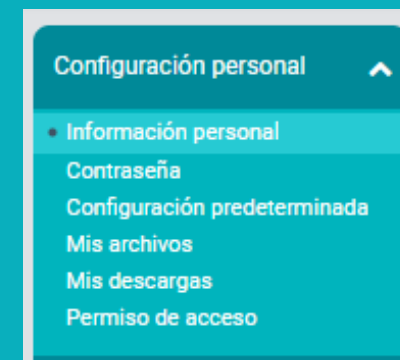 Configuración personal
Información personal
Contraseña
Configuración predeterminada
Mis archivos
Mis descargas
Permiso de acceso